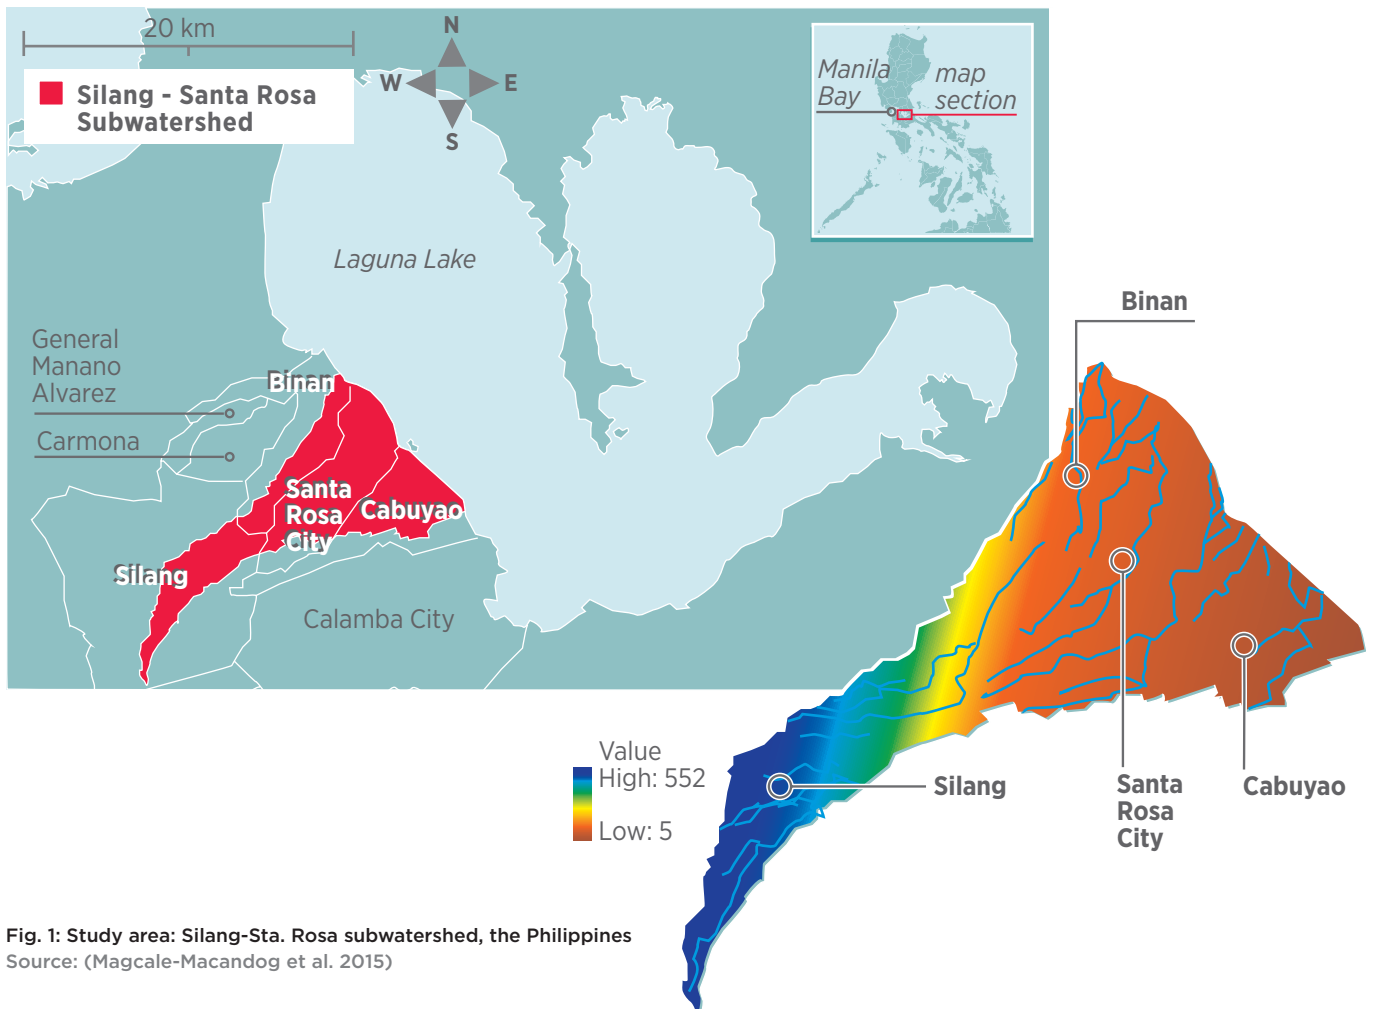 20 km
N
W
E
S
Silang - Santa Rosa
Subwatershed
Manila
Bay
map
section
Laguna Lake
General
Manano
Alvarez
Carmona
Binan
Santa
Rosa
City
Cabuyao
Silang
Calamba City
Binan
Value
High: 552
Low: 5
Silang
Santa
Rosa
City
Cabuyao
Fig. 1: Study area: Silang-Sta. Rosa subwatershed, the Philippines
Source: (Magcale-Macandog et al. 2015)